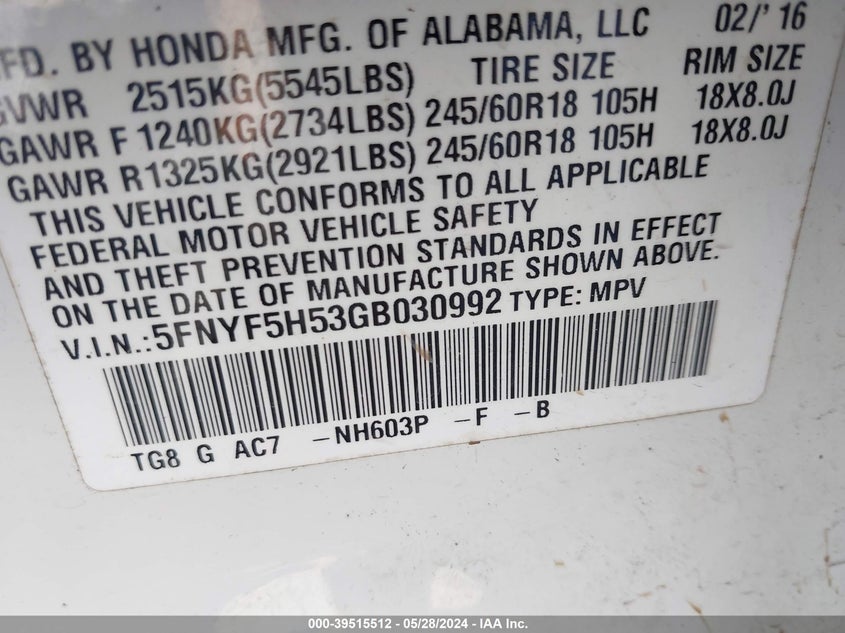 MFD. BY HONDA MFG. OF ALABAMA, LLC 02/' 16
GVWR 2515KG(5545LBS) TIRE SIZE RIM SIZE
GAWR F 1240KG(2734LBS) 245/60R18 105H 18X8.0J
GAWR R1325KG(2921LBS) 245/60R18 105H 18X8.0J
THIS VEHICLE CONFORMS TO ALL APPLICABLE
FEDERAL MOTOR VEHICLE SAFETY
AND THEFT PREVENTION STANDARDS IN EFFECT
ON THE DATE OF MANUFACTURE SHOWN ABOVE.
V.I.N.:5FNYF5H53GB030992 TYPE: MPV
TG8 G AC7 -NH603P -F -B
000-39515512 | 05/28/2024 - IAA Inc.